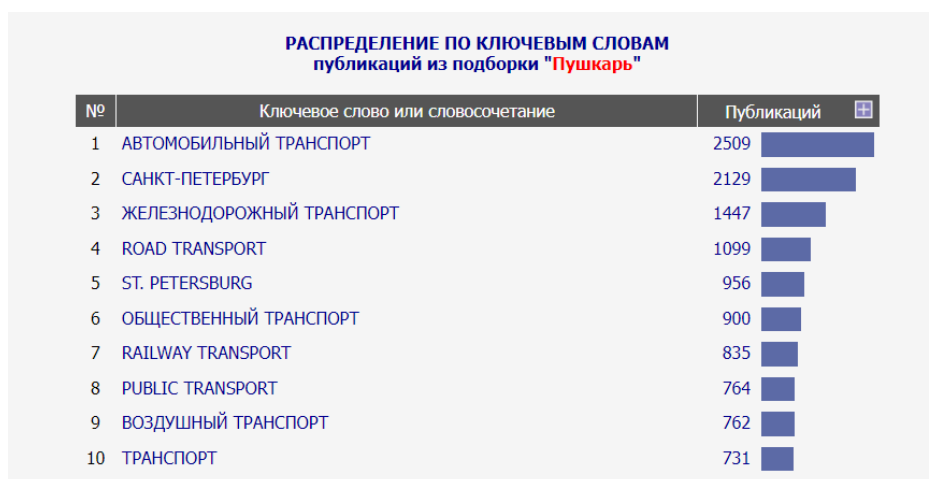 РАСПРЕДЕЛЕНИЕ ПО КЛЮЧЕВЫМ СЛОВАМ
публикаций из подборки "Пушкарь"
№ Ключевое слово или словосочетание Публикаций
1 АВТОМОБИЛЬНЫЙ ТРАНСПОРТ 2509
2 САНКТ-ПЕТЕРБУРГ 2129
3 ЖЕЛЕЗНОДОРОЖНЫЙ ТРАНСПОРТ 1447
4 ROAD TRANSPORT 1099
5 ST. PETERSBURG 956
6 ОБЩЕСТВЕННЫЙ ТРАНСПОРТ 900
7 RAILWAY TRANSPORT 835
8 PUBLIC TRANSPORT 764
9 ВОЗДУШНЫЙ ТРАНСПОРТ 762
10 ТРАНСПОРТ 731